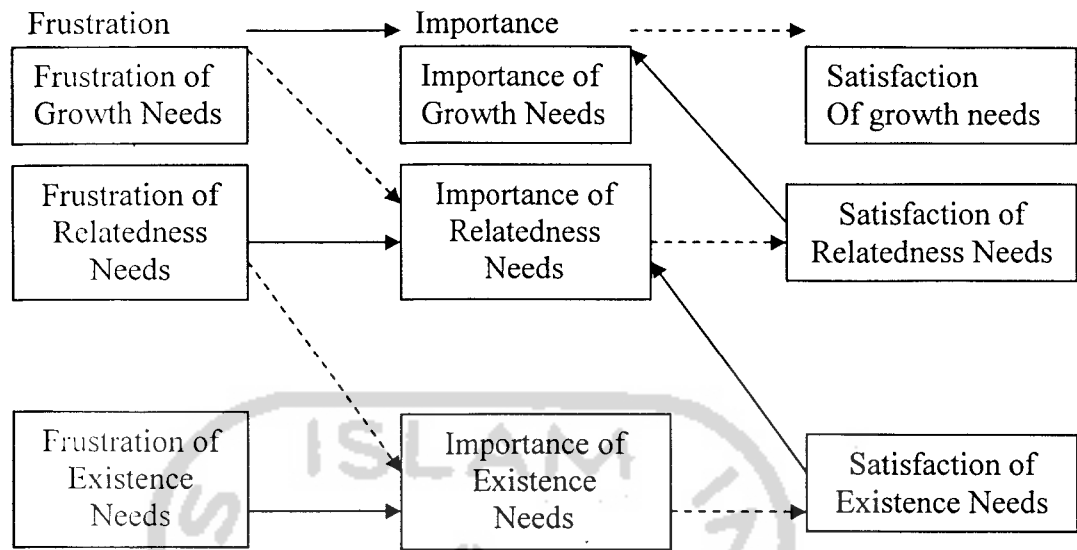 Frustration
Importance
Frustration of
Growth Needs
Importance of
Growth Needs
Satisfaction
Of growth needs
Frustration of
Relatedness
Needs
Importance of
Relatedness
Needs
Satisfaction of
Relatedness Needs
Frustration of
Existence
Needs
Importance of
Existence
Needs
Satisfaction of
Existence Needs
S ISLAM